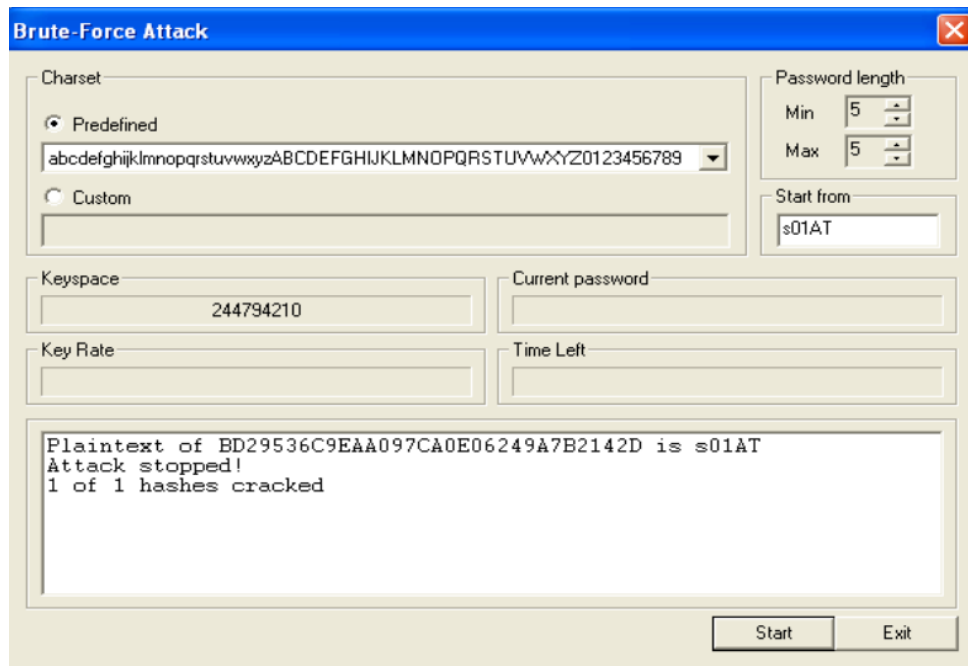 Brute-Force Attack
Charset
Predefined
abcdefghijklmnopqrstuvwxyzABCDEFGHIJKLMNOPQRSTUVWXYZ0123456789
Custom
Password length
Min 5
Max 5
Start from
s01AT
Keyspace
244794210
Current password
Key Rate
Time Left
Plaintext of BD29536C9EAA097CA0E06249A7B2142D is s01AT
Attack stopped!
1 of 1 hashes cracked
Start
Exit